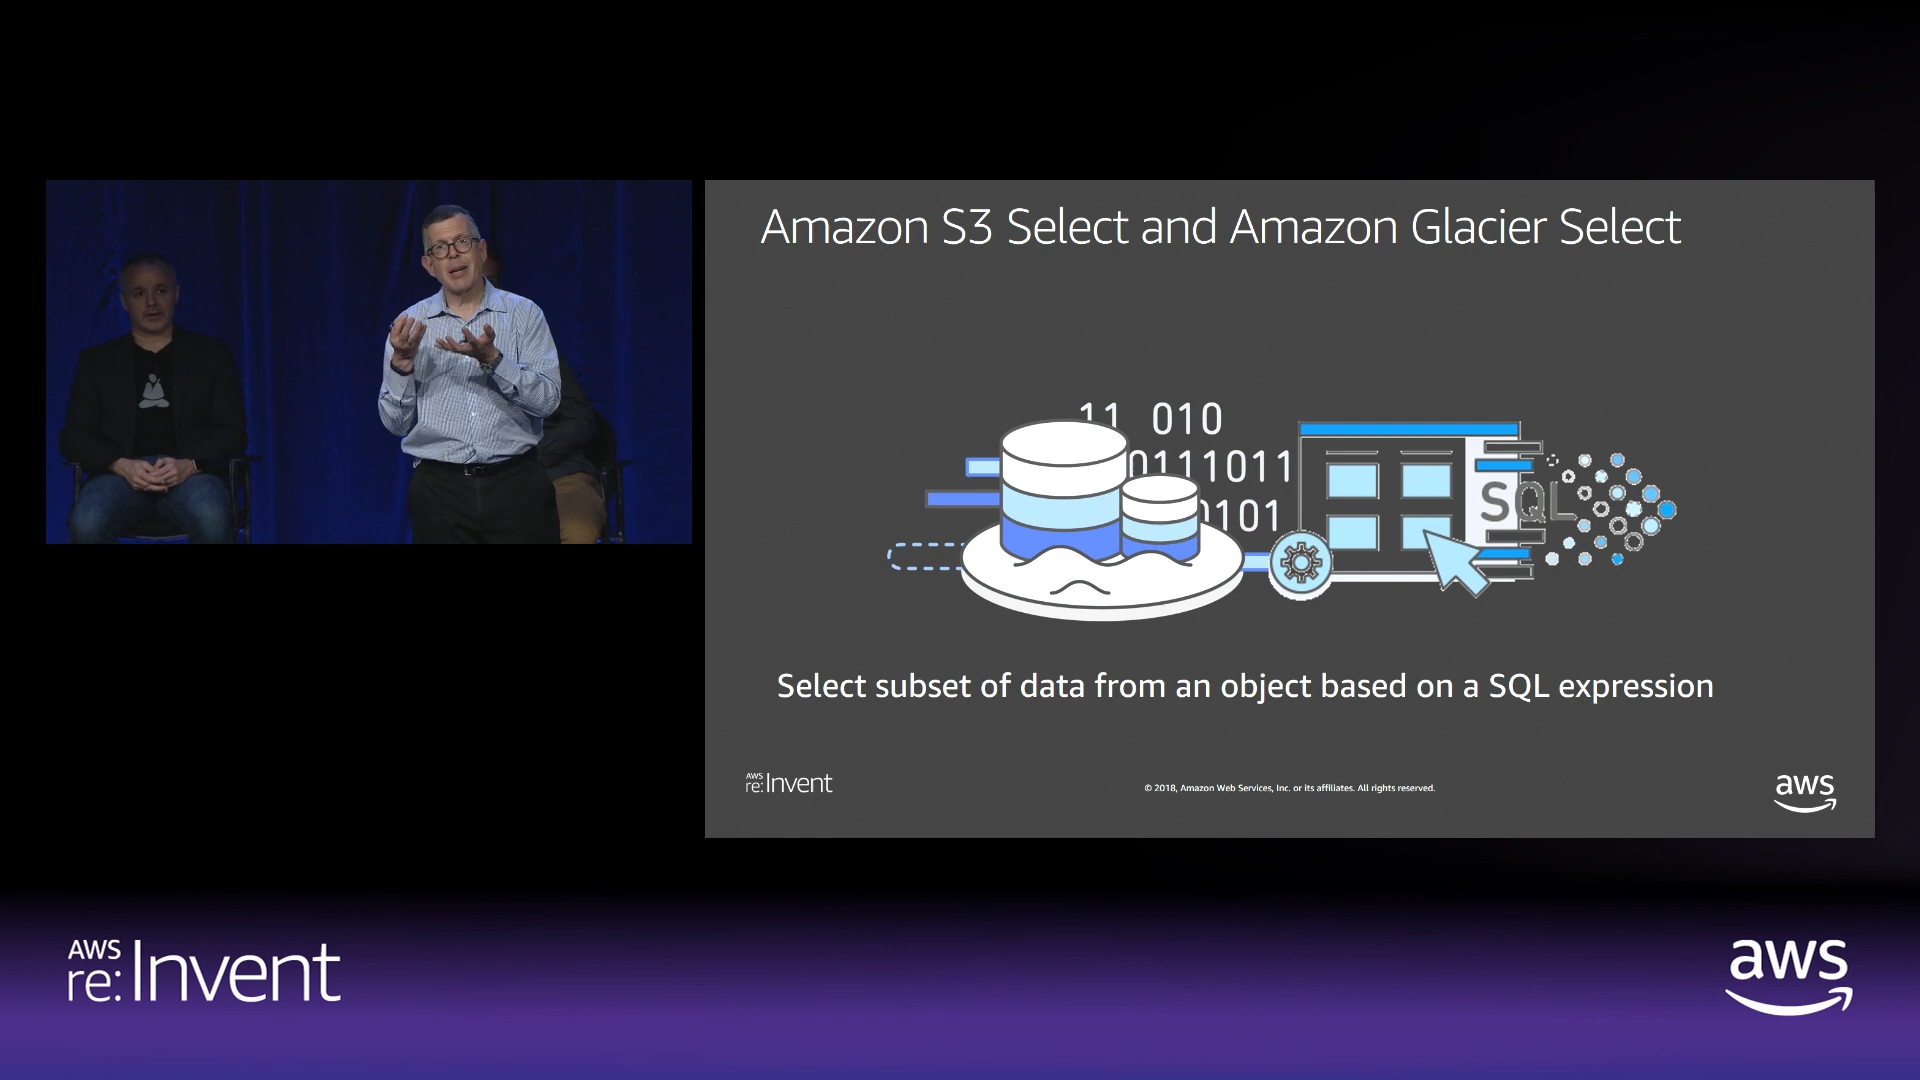 Amazon S3 Select and Amazon Glacier Select
11 010
0111011
0101
SQL
Select subset of data from an object based on a SQL expression
AWS
re:Invent
© 2018, Amazon Web Services, Inc. or its affiliates. All rights reserved.
aws
AWS
re:Invent
aws